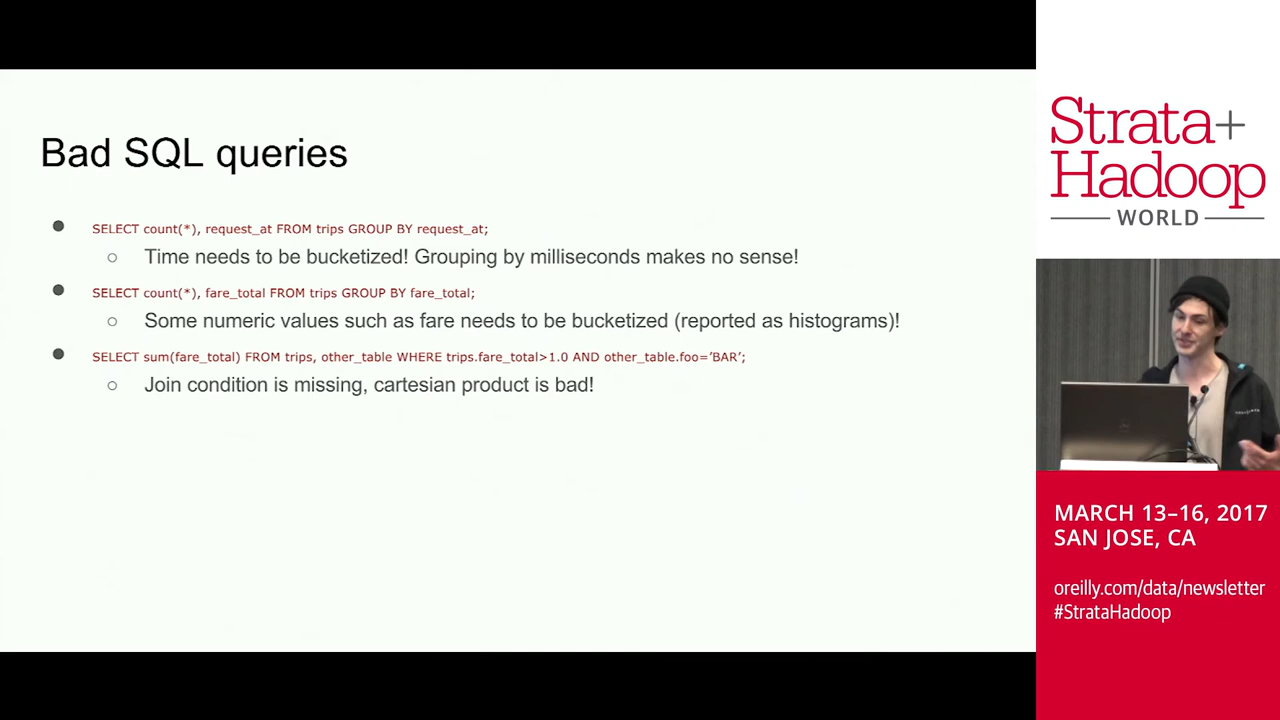 Bad SQL queries
SELECT count(*), request_at FROM trips GROUP BY request_at;
Time needs to be bucketized! Grouping by milliseconds makes no sense!
SELECT count(*), fare_total FROM trips GROUP BY fare_total;
Some numeric values such as fare needs to be bucketized (reported as histograms)!
SELECT sum(fare_total) FROM trips, other_table WHERE trips.fare_total>1.0 AND other_table.foo=’BAR’;
Join condition is missing, cartesian product is bad!
Strata+
Hadoop
WORLD
MARCH 13–16, 2017
SAN JOSE, CA
oreilly.com/data/newsletter
#StrataHadoop